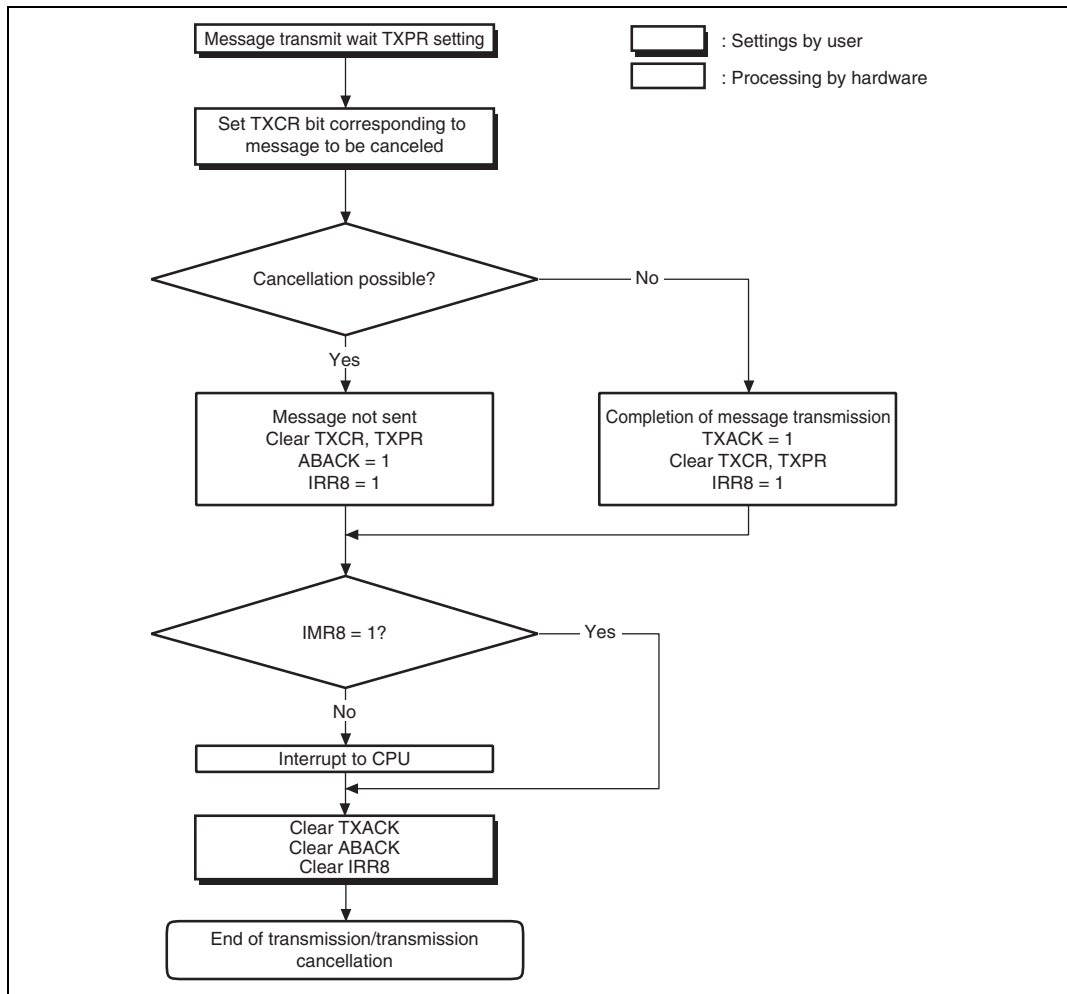 Message transmit wait TXPR setting
: Settings by user
: Processing by hardware
Set TXCR bit corresponding to
message to be canceled
Cancellation possible?
No
Yes
Message not sent
Clear TXCR, TXPR
ABACK = 1
IRR8 = 1
Completion of message transmission
TXACK = 1
Clear TXCR, TXPR
IRR8 = 1
IMR8 = 1?
Yes
No
Interrupt to CPU
Clear TXACK
Clear ABACK
Clear IRR8
End of transmission/transmission
cancellation